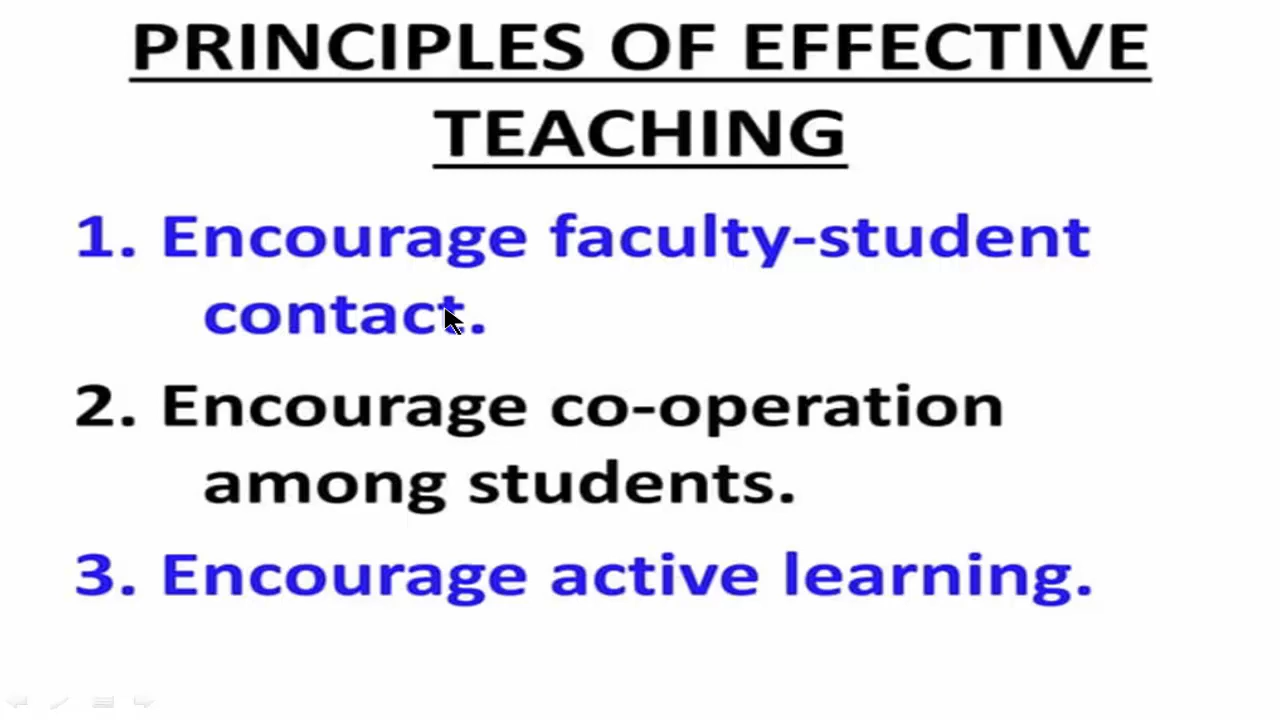 PRINCIPLES OF EFFECTIVE
TEACHING
1. Encourage faculty-student
contact.
2. Encourage co-operation
among students.
3. Encourage active learning.